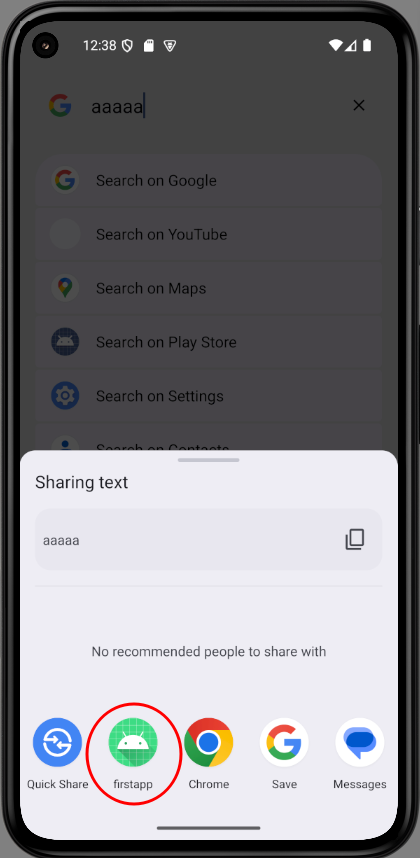 12:38
aaaaa
Search on Google
Search on YouTube
Search on Maps
Search on Play Store
Search on Settings
Search on Contacts
Sharing text
aaaaa
No recommended people to share with
Quick Share firstapp Chrome Save Messages